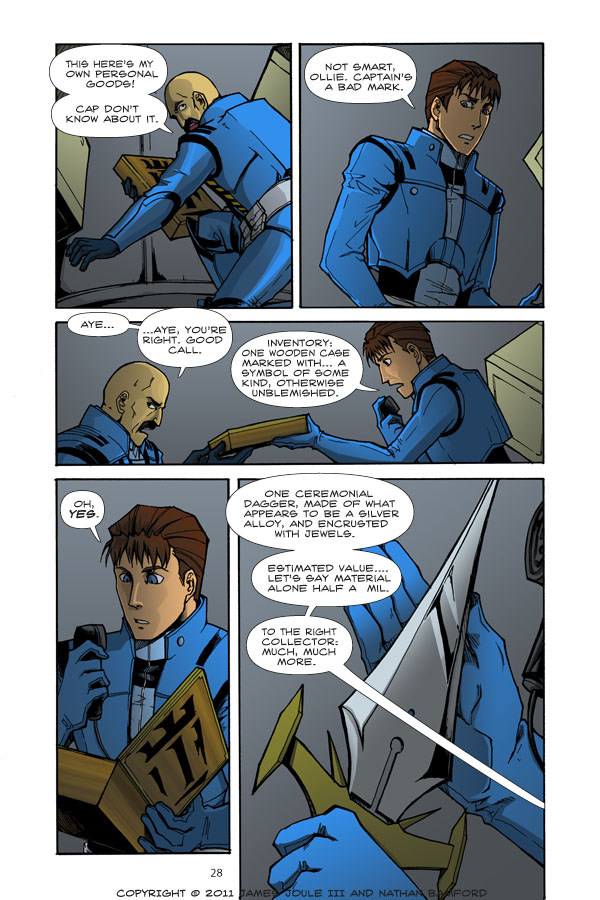 THIS HERE'S MY
OWN PERSONAL
GOODS!
CAP DON'T
KNOW ABOUT IT.
NOT SMART,
OLLIE. CAPTAIN'S
A BAD MARK.
AYE...
...AYE, YOU'RE
RIGHT. GOOD
CALL.
INVENTORY:
ONE WOODEN CASE
MARKED WITH... A
SYMBOL OF SOME
KIND, OTHERWISE
UNBLEMISHED.
OH,
YES.
ONE CEREMONIAL
DAGGER, MADE OF WHAT
APPEARS TO BE A SILVER
ALLOY, AND ENCRUSTED
WITH JEWELS.
ESTIMATED VALUE....
LET'S SAY MATERIAL
ALONE HALF A MIL.
TO THE RIGHT
COLLECTOR:
MUCH, MUCH
MORE.
28
COPYRIGHT © 2011 JAMES JOULE III AND NATHAN BAMFORD